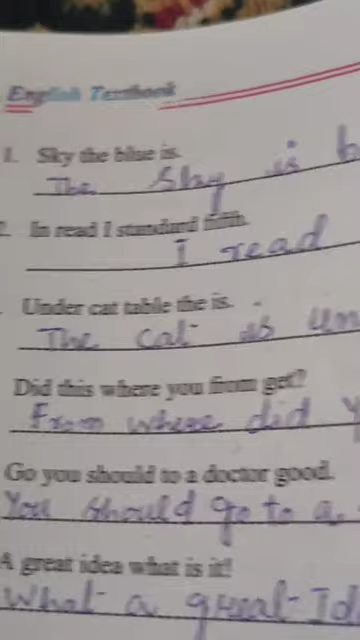 English Textbook
1. Sky the blue is.
The Sky is b
2. In read I standard fifth.
I read
Under cat table the is.
The cat is un
Did this where you from get?
From where did y
Go you should to a doctor good.
You should go to a
A great idea what is it!
What a great Id